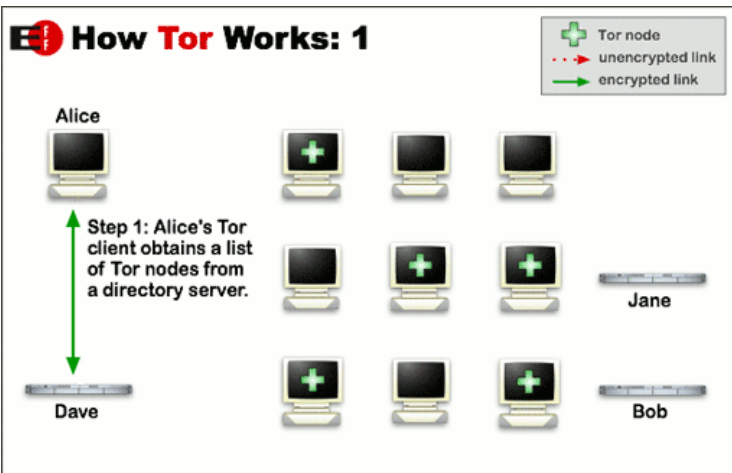 EFF How Tor Works: 1
Tor node
unencrypted link
encrypted link
Alice
Step 1: Alice's Tor
client obtains a list
of Tor nodes from
a directory server.
Jane
Dave
Bob